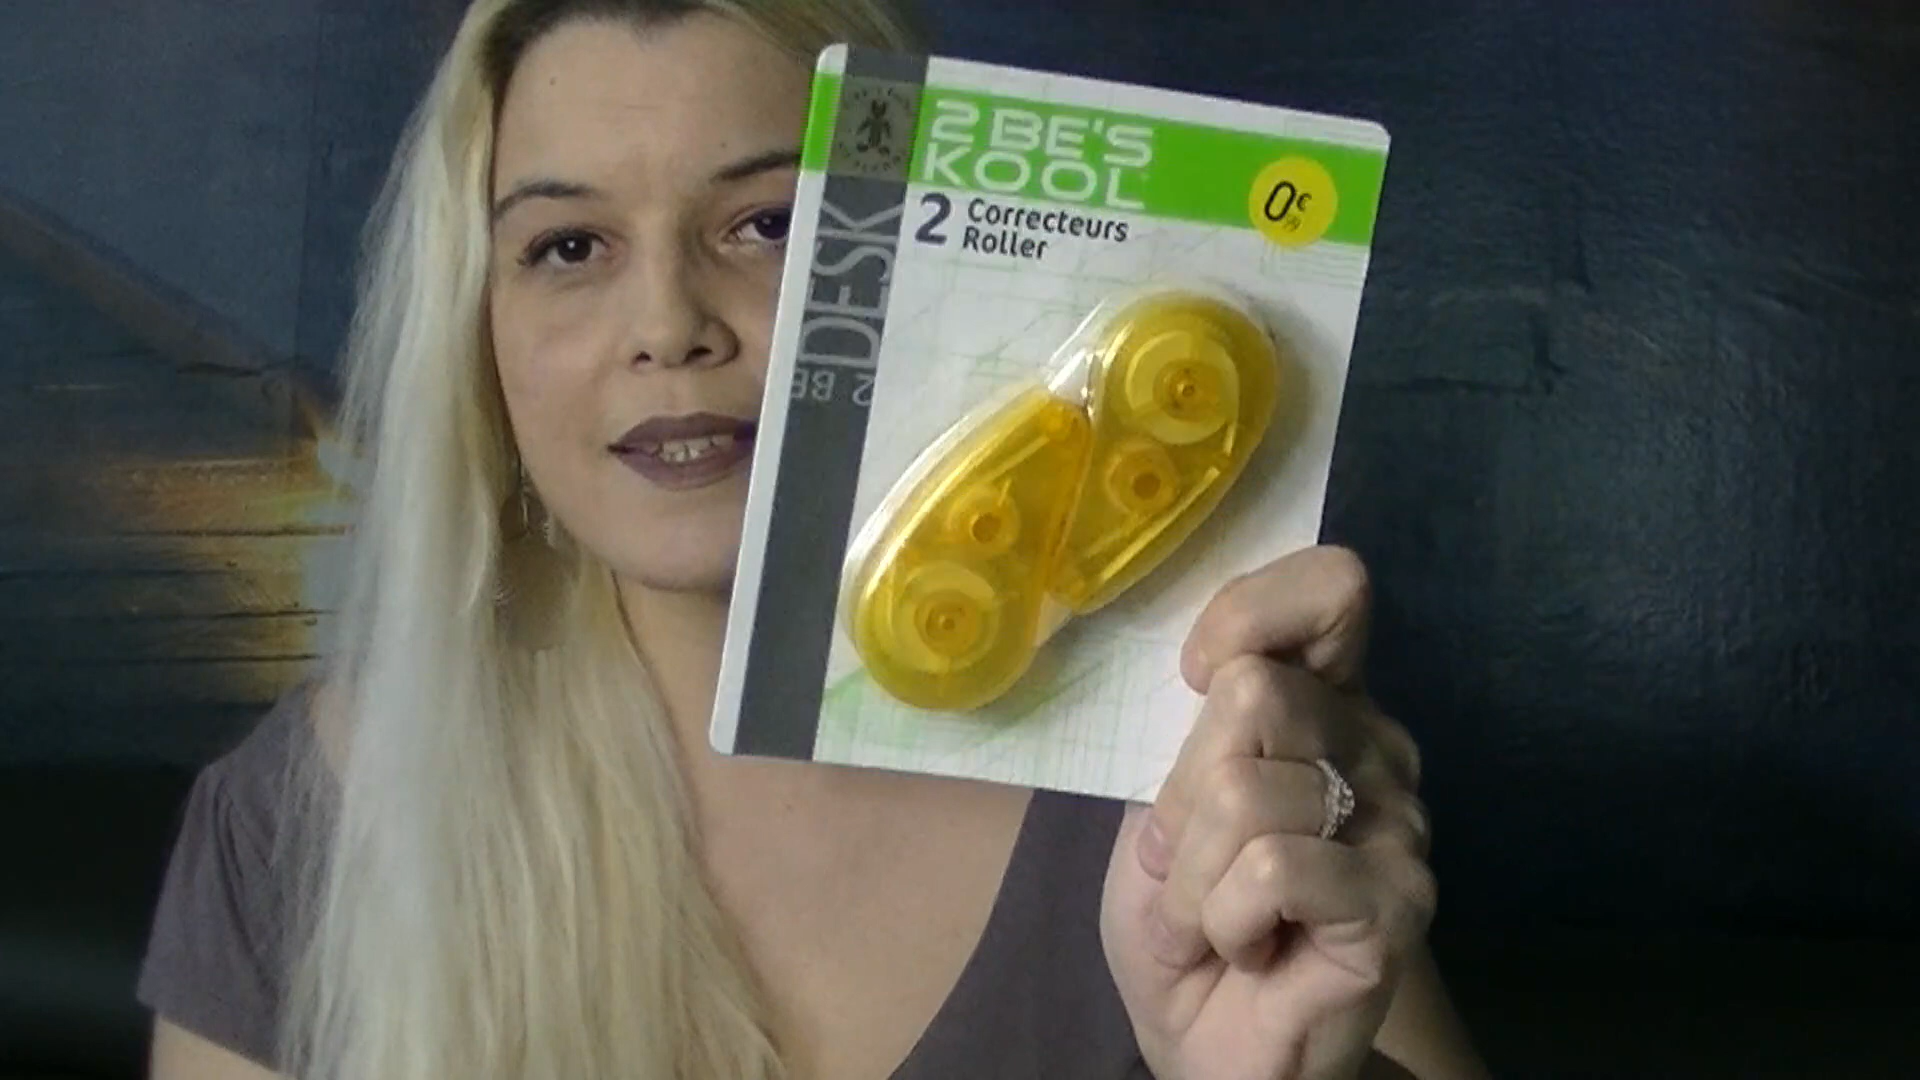 2 BE'S
KOOL
2 Correcteurs
Roller
0€
DESK
2 BE